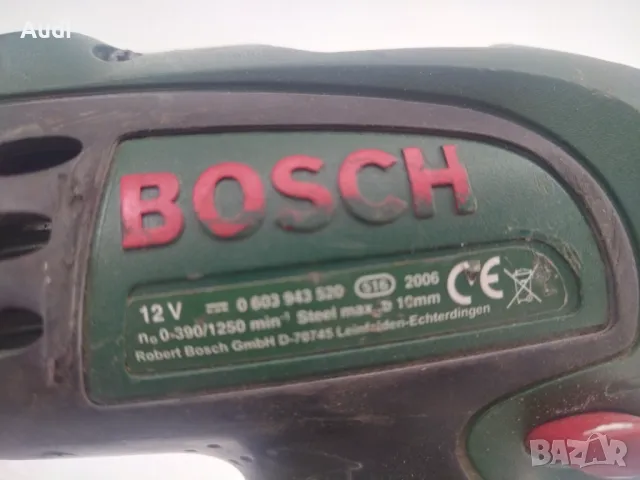 Audi
BOSCH
12 V ⎓ 0 603 943 520 516 2006 CE
n₀ 0-390/1250 min⁻¹ Steel max. D 10mm
Robert Bosch GmbH D-70745 Leinfelden-Echterdingen
BAZAR